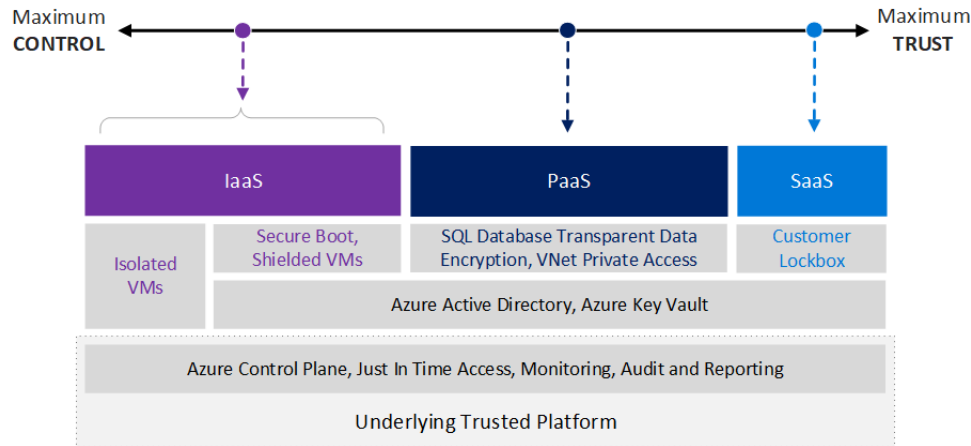 Maximum
CONTROL
Maximum
TRUST
IaaS
PaaS
SaaS
Isolated
VMs
Secure Boot,
Shielded VMs
SQL Database Transparent Data
Encryption, VNet Private Access
Customer
Lockbox
Azure Active Directory, Azure Key Vault
Azure Control Plane, Just In Time Access, Monitoring, Audit and Reporting
Underlying Trusted Platform